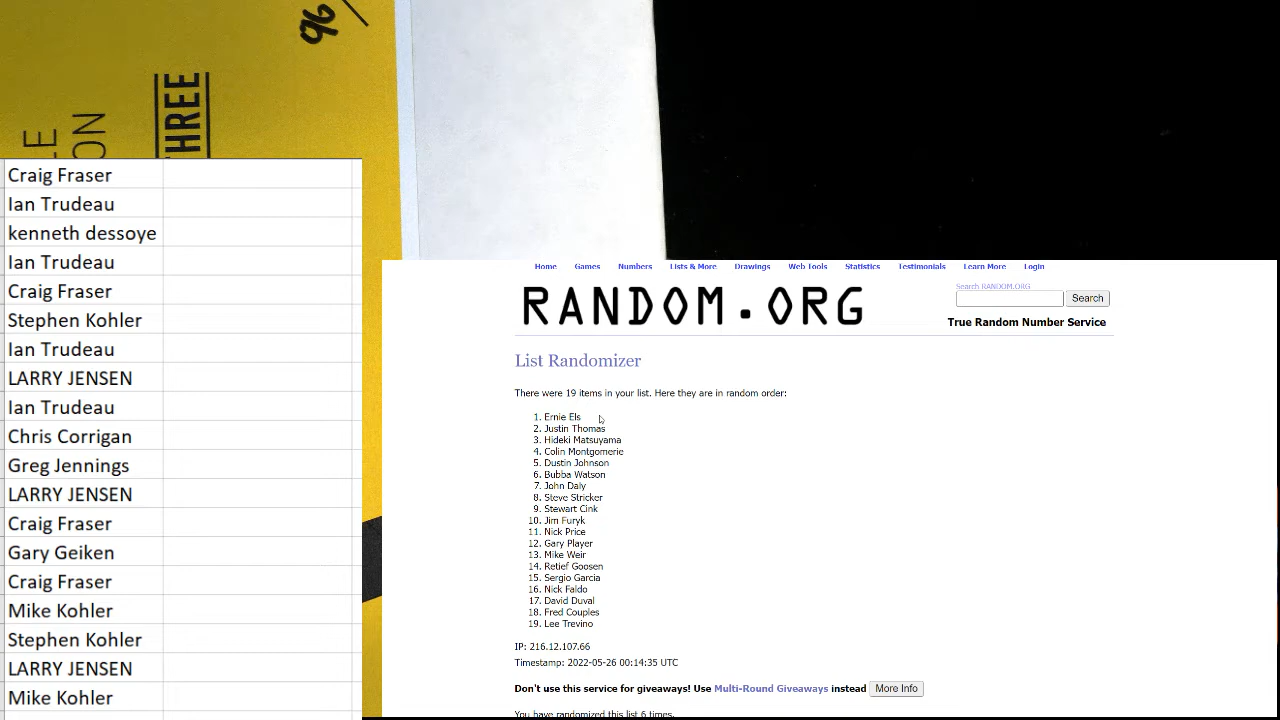 96/
LE
ON
THREE
Craig Fraser
Ian Trudeau
kenneth dessoye
Ian Trudeau
Craig Fraser
Stephen Kohler
Ian Trudeau
LARRY JENSEN
Ian Trudeau
Chris Corrigan
Greg Jennings
LARRY JENSEN
Craig Fraser
Gary Geiken
Craig Fraser
Mike Kohler
Stephen Kohler
LARRY JENSEN
Mike Kohler
Home Games Numbers Lists & More Drawings Web Tools Statistics Testimonials Learn More Login
RANDOM.ORG
Search RANDOM.ORG
Search
True Random Number Service
List Randomizer
There were 19 items in your list. Here they are in random order:
1. Ernie Els
2. Justin Thomas
3. Hideki Matsuyama
4. Colin Montgomerie
5. Dustin Johnson
6. Bubba Watson
7. John Daly
8. Steve Stricker
9. Stewart Cink
10. Jim Furyk
11. Nick Price
12. Gary Player
13. Mike Weir
14. Retief Goosen
15. Sergio Garcia
16. Nick Faldo
17. David Duval
18. Fred Couples
19. Lee Trevino
IP: 216.12.107.66
Timestamp: 2022-05-26 00:14:35 UTC
Don't use this service for giveaways! Use Multi-Round Giveaways instead More Info
You have randomized this list 6 times.